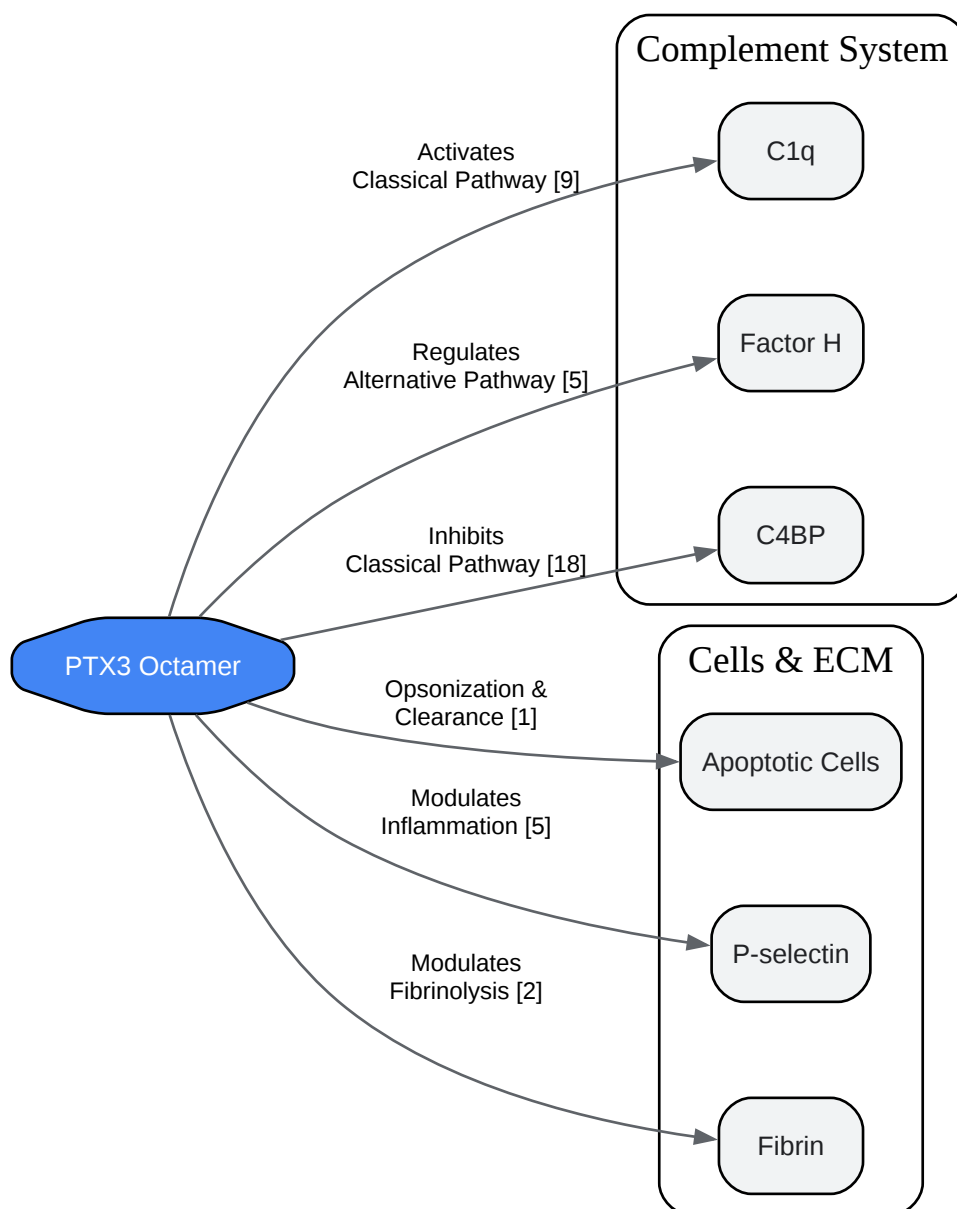 Complement System
C1q
Activates
Classical Pathway [9]
Factor H
Regulates
Alternative Pathway [5]
C4BP
Inhibits
Classical Pathway [18]
PTX3 Octamer
Cells & ECM
Opsonization &
Clearance [1]
Apoptotic Cells
Modulates
Inflammation [5]
P-selectin
Modulates
Fibrinolysis [2]
Fibrin